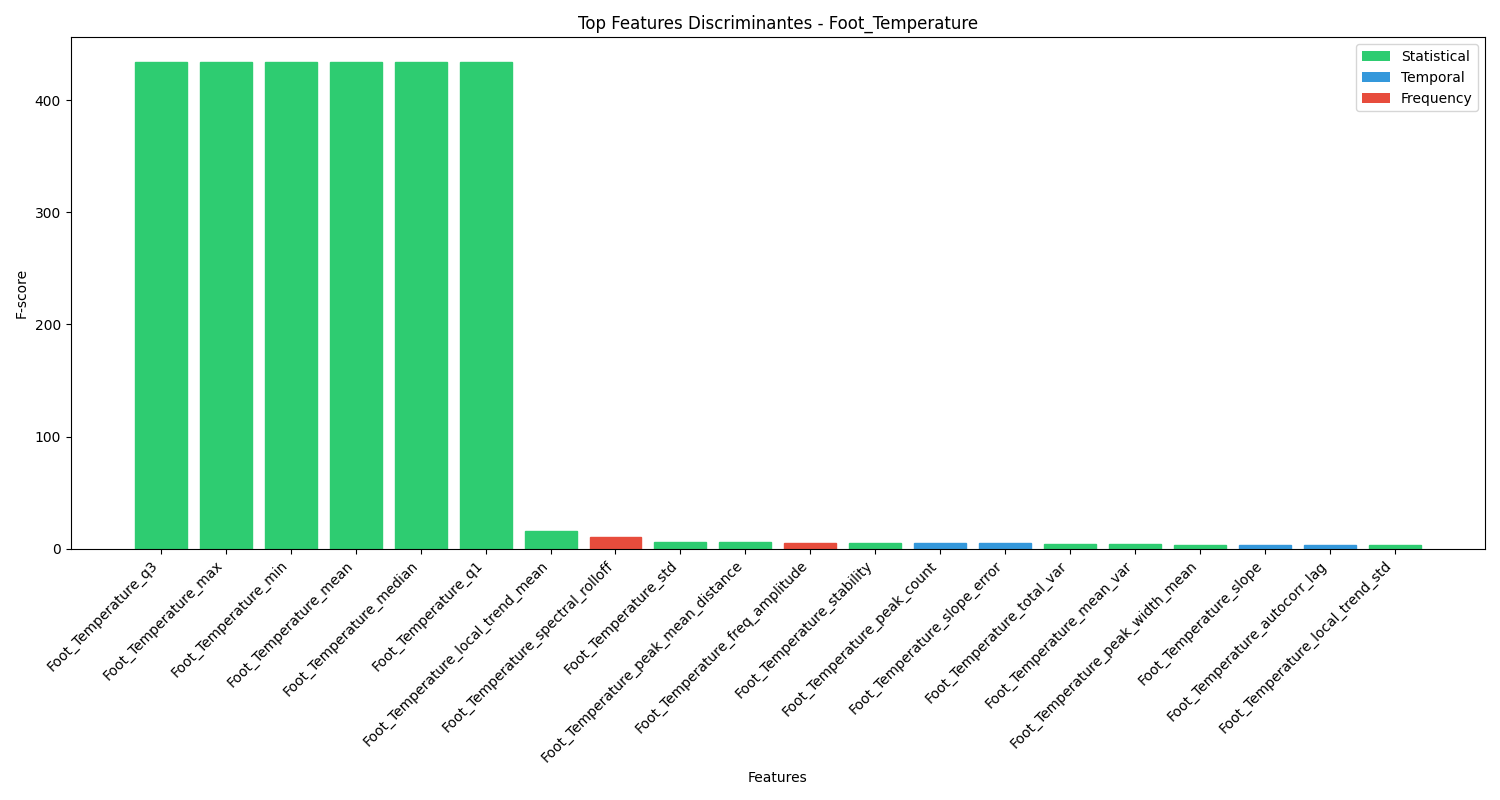 Top Features Discriminantes - Foot_Temperature
Statistical
Temporal
Frequency
F-score
400
300
200
100
0
Foot_Temperature_q3
Foot_Temperature_max
Foot_Temperature_min
Foot_Temperature_mean
Foot_Temperature_median
Foot_Temperature_q1
Foot_Temperature_local_trend_mean
Foot_Temperature_spectral_rolloff
Foot_Temperature_std
Foot_Temperature_peak_mean_distance
Foot_Temperature_freq_amplitude
Foot_Temperature_stability
Foot_Temperature_peak_count
Foot_Temperature_slope_error
Foot_Temperature_total_var
Foot_Temperature_mean_var
Foot_Temperature_peak_width_mean
Foot_Temperature_slope
Foot_Temperature_autocorr_lag
Foot_Temperature_local_trend_std
Features